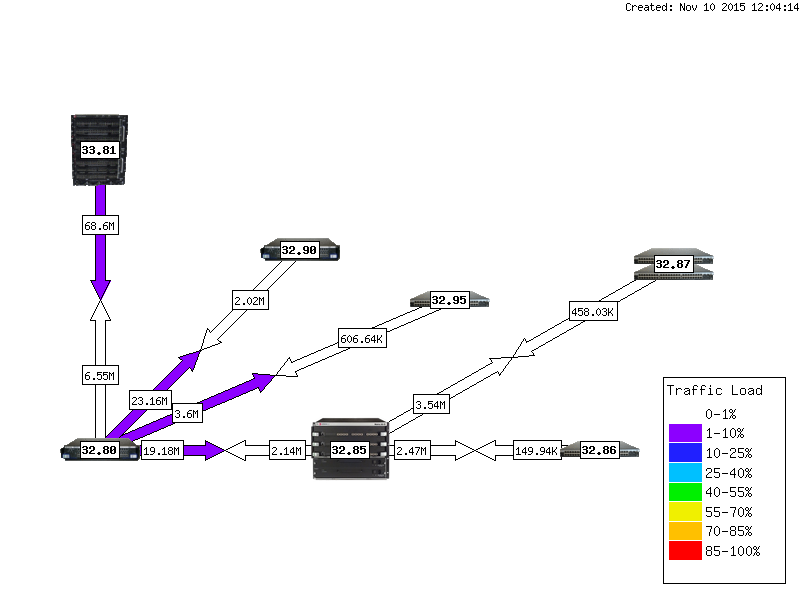 Created: Nov 10 2015 12:04:14
33.81
68.6M
32.90
32.87
2.02M
32.95
458.03K
606.64K
6.55M
23.16M
3.6M
3.54M
32.80
19.18M
2.14M
32.85
2.47M
149.94K
32.86
Traffic Load
0-1%
1-10%
10-25%
25-40%
40-55%
55-70%
70-85%
85-100%